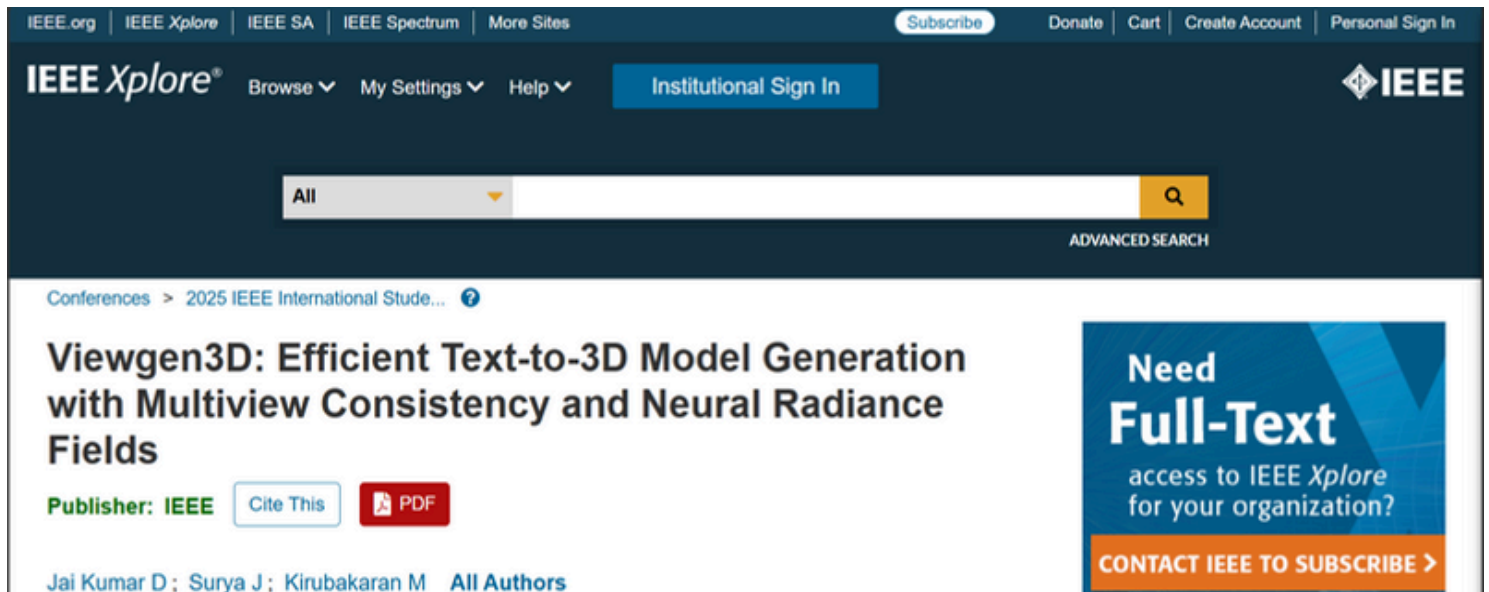 IEEE.org | IEEE Xplore | IEEE SA | IEEE Spectrum | More Sites Subscribe Donate | Cart | Create Account | Personal Sign In
IEEE Xplore® Browse My Settings Help Institutional Sign In IEEE
All
ADVANCED SEARCH
Conferences > 2025 IEEE International Stude... ?
Viewgen3D: Efficient Text-to-3D Model Generation
with Multiview Consistency and Neural Radiance
Fields
Publisher: IEEE Cite This PDF
Jai Kumar D ; Surya J ; Kirubakaran M All Authors
Need
Full-Text
access to IEEE Xplore
for your organization?
CONTACT IEEE TO SUBSCRIBE >